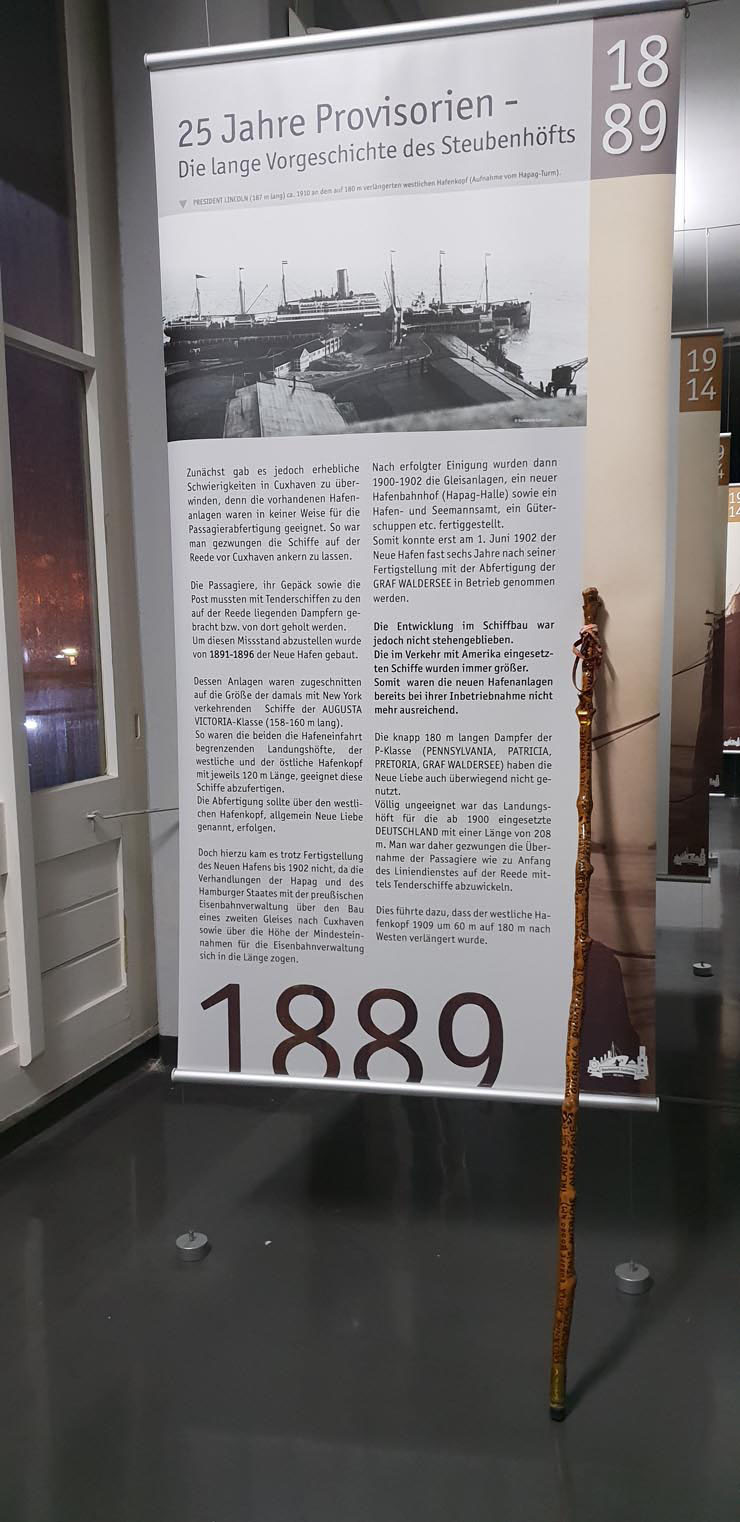 18
89
25 Jahre Provisorien -
Die lange Vorgeschichte des Steubenhöfts
PRESIDENT LINCOLN (187 m lang) ca. 1910 an dem auf 180 m verlängerten westlichen Hafenkopf (Aufnahme vom Hapag-Turm).
Zunächst gab es jedoch erhebliche
Schwierigkeiten in Cuxhaven zu über-
winden, denn die vorhandenen Hafen-
anlagen waren in keiner Weise für die
Passagierabfertigung geeignet. So war
man gezwungen die Schiffe auf der
Reede vor Cuxhaven ankern zu lassen.
Die Passagiere, ihr Gepäck sowie die
Post mussten mit Tenderschiffen zu den
auf der Reede liegenden Dampfern ge-
bracht bzw. von dort geholt werden.
Um diesen Missstand abzustellen wurde
von 1891-1896 der Neue Hafen gebaut.
Dessen Anlagen waren zugeschnitten
auf die Größe der damals mit New York
verkehrenden Schiffe der AUGUSTA
VICTORIA-Klasse (158-160 m lang).
So waren die beiden die Hafeneinfahrt
begrenzenden Landungshöfte, der
westliche und der östliche Hafenkopf
mit jeweils 120 m Länge, geeignet diese
Schiffe abzufertigen.
Die Abfertigung sollte über den westli-
chen Hafenkopf, allgemein Neue Liebe
genannt, erfolgen.
Doch hierzu kam es trotz Fertigstellung
des Neuen Hafens bis 1902 nicht, da die
Verhandlungen der Hapag und des
Hamburger Staates mit der preußischen
Eisenbahnverwaltung über den Bau
eines zweiten Gleises nach Cuxhaven
sowie über die Höhe der Mindestein-
nahmen für die Eisenbahnverwaltung
sich in die Länge zogen.
Nach erfolgter Einigung wurden dann
1900-1902 die Gleisanlagen, ein neuer
Hafenbahnhof (Hapag-Halle) sowie ein
Hafen- und Seemannsamt, ein Güter-
schuppen etc. fertiggestellt.
Somit konnte erst am 1. Juni 1902 der
Neue Hafen fast sechs Jahre nach seiner
Fertigstellung mit der Abfertigung der
GRAF WALDERSEE in Betrieb genommen
werden.
Die Entwicklung im Schiffbau war
jedoch nicht stehengeblieben.
Die im Verkehr mit Amerika eingesetz-
ten Schiffe wurden immer größer.
Somit waren die neuen Hafenanlagen
bereits bei ihrer Inbetriebnahme nicht
mehr ausreichend.
Die knapp 180 m langen Dampfer der
P-Klasse (PENNSYLVANIA, PATRICIA,
PRETORIA, GRAF WALDERSEE) haben die
Neue Liebe auch überwiegend nicht ge-
nutzt.
Völlig ungeeignet war das Landungs-
höft für die ab 1900 eingesetzte
DEUTSCHLAND mit einer Länge von 208
m. Man war daher gezwungen die Über-
nahme der Passagiere wie zu Anfang
des Liniendienstes auf der Reede mit-
tels Tenderschiffe abzuwickeln.
Dies führte dazu, dass der westliche Ha-
fenkopf 1909 um 60 m auf 180 m nach
Westen verlängert wurde.
1889
19
14
IRLANDE